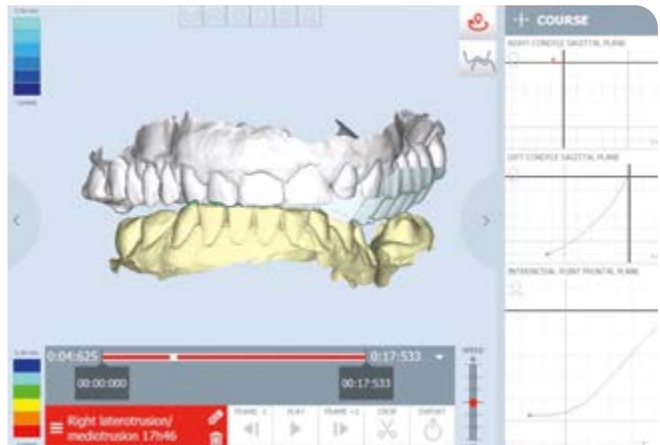 COURSE
RIGHT CONDYLE SAGITTAL PLANE
LEFT CONDYLE SAGITTAL PLANE
INTERINCISAL POINT FRONTAL PLANE
0:04:625
0:17:533
00:00:000
00:17:533
SPEED
Right laterotrusion/
mediotrusion 17h46
FRAME -1
PLAY
FRAME +1
CROP
EXPORT